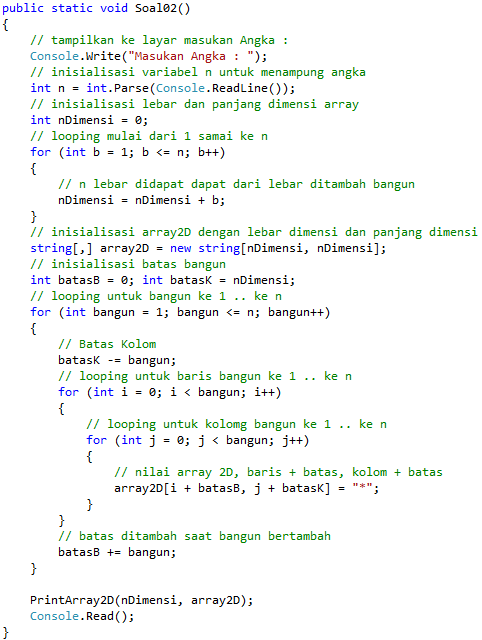 public static void Soal02()
{
    // tampilkan ke layar masukan Angka :
    Console.Write("Masukan Angka : ");
    // inisialisasi variabel n untuk menampung angka
    int n = int.Parse(Console.ReadLine());
    // inisialisasi lebar dan panjang dimensi array
    int nDimensi = 0;
    // looping mulai dari 1 samai ke n
    for (int b = 1; b <= n; b++)
    {
        // n lebar didapat dapat dari lebar ditambah bangun
        nDimensi = nDimensi + b;
    }
    // inisialisasi array2D dengan lebar dimensi dan panjang dimensi
    string[,] array2D = new string[nDimensi, nDimensi];
    // inisialisasi batas bangun
    int batasB = 0; int batasK = nDimensi;
    // looping untuk bangun ke 1 .. ke n
    for (int bangun = 1; bangun <= n; bangun++)
    {
        // Batas Kolom
        batasK -= bangun;
        // looping untuk baris bangun ke 1 .. ke n
        for (int i = 0; i < bangun; i++)
        {
            // looping untuk kolomg bangun ke 1 .. ke n
            for (int j = 0; j < bangun; j++)
            {
                // nilai array 2D, baris + batas, kolom + batas
                array2D[i + batasB, j + batasK] = "*";
            }
        }
        // batas ditambah saat bangun bertambah
        batasB += bangun;
    }

    PrintArray2D(nDimensi, array2D);
    Console.Read();
}